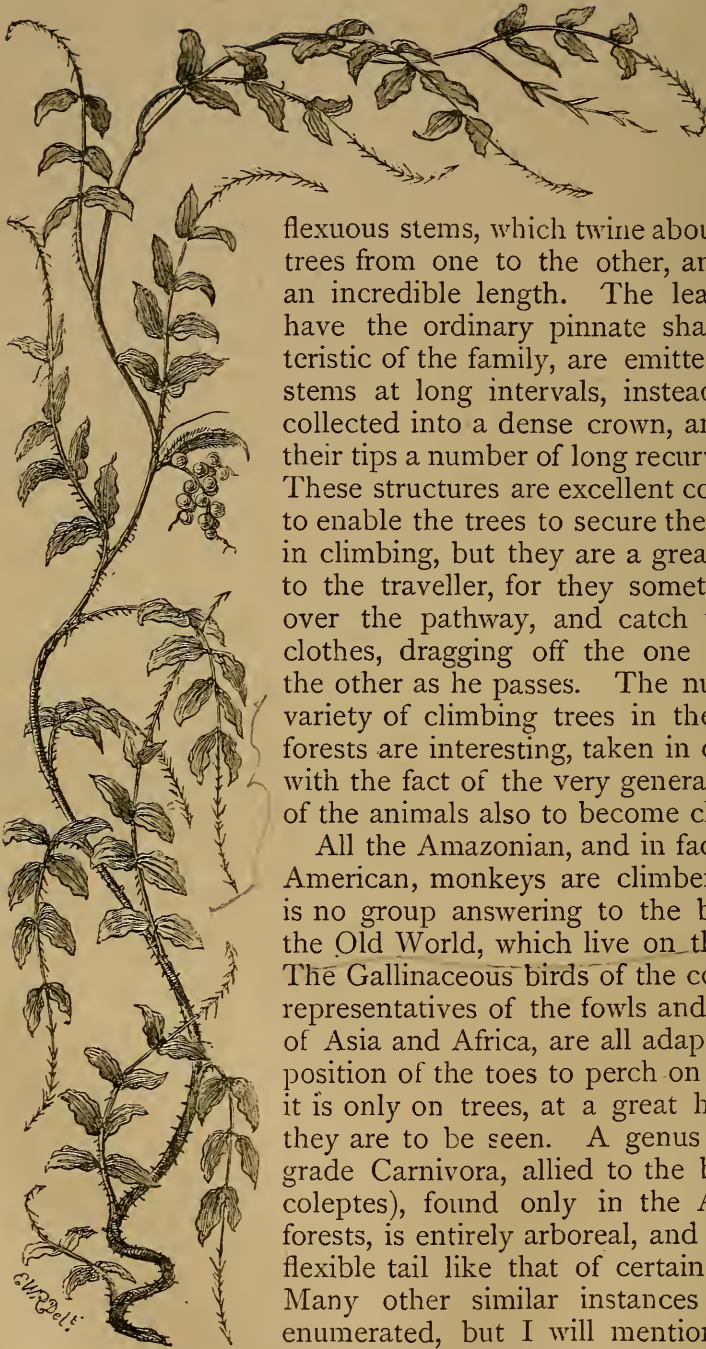 flexuous stems, which twine abou
trees from one to the other, an
an incredible length. The lea
have the ordinary pinnate sha
teristic of the family, are emitte
stems at long intervals, instead
collected into a dense crown, an
their tips a number of long recurv
These structures are excellent co
to enable the trees to secure the
in climbing, but they are a grea
to the traveller, for they somet
over the pathway, and catch
clothes, dragging off the one
the other as he passes. The nu
variety of climbing trees in the
forests are interesting, taken in c
with the fact of the very genera
of the animals also to become c
All the Amazonian, and in fac
American, monkeys are climbe
is no group answering to the b
the Old World, which live on th
The Gallinaceous birds of the co
representatives of the fowls and
of Asia and Africa, are all adap
position of the toes to perch on
it is only on trees, at a great h
they are to be seen. A genus
grade Carnivora, allied to the b
coleptes), found only in the A
forests, is entirely arboreal, and
flexible tail like that of certain
Many other similar instances
enumerated, but I will mention
EWR Delt.